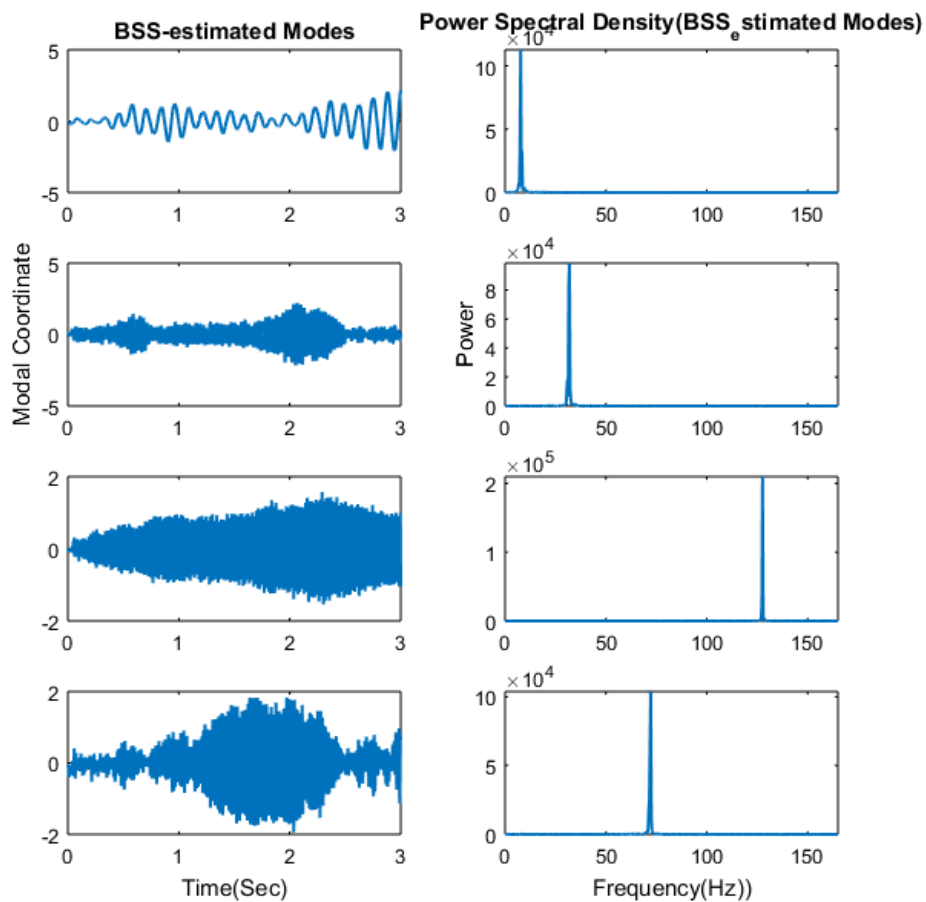 BSS-estimated Modes
Power Spectral Density(BSS_estimated Modes)
5
0
-5
0 1 2 3
×10^4
10
5
0
0 50 100 150
Modal Coordinate
5
0
-5
0 1 2 3
Power
×10^4
8
6
4
2
0
0 50 100 150
2
0
-2
0 1 2 3
×10^5
2
1
0
0 50 100 150
2
0
-2
0 1 2 3
Time(Sec)
×10^4
10
5
0
0 50 100 150
Frequency(Hz))